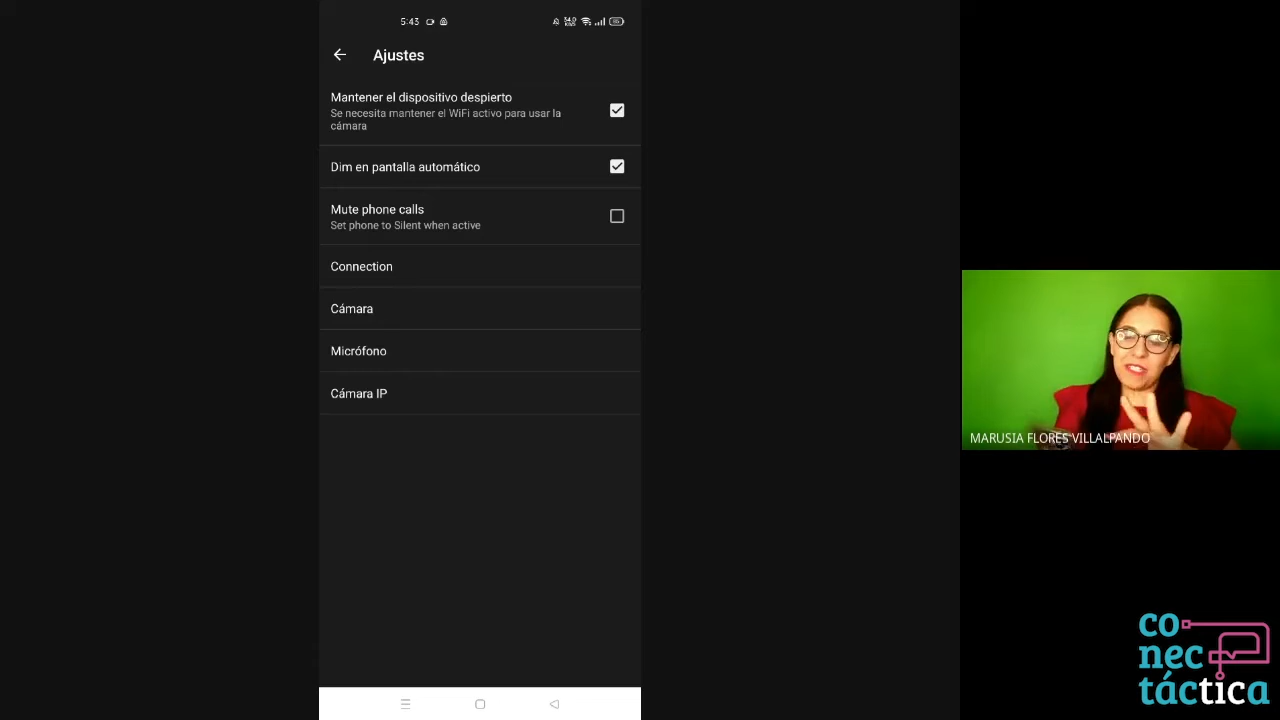 5:43
Ajustes
Mantener el dispositivo despierto
Se necesita mantener el WiFi activo para usar la
cámara
Dim en pantalla automático
Mute phone calls
Set phone to Silent when active
Connection
Cámara
Micrófono
Cámara IP
MARUSIA FLORES VILLALPANDO
co
nec
táctica